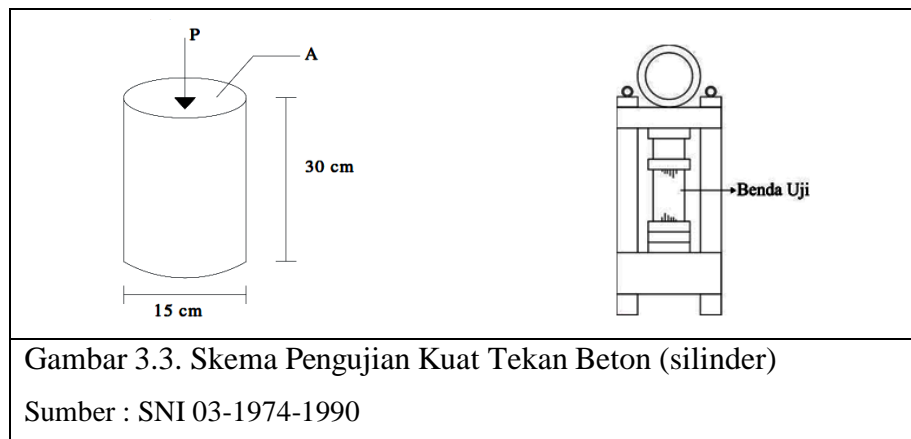 P
A
30 cm
15 cm
Benda Uji
Gambar 3.3. Skema Pengujian Kuat Tekan Beton (silinder)
Sumber : SNI 03-1974-1990